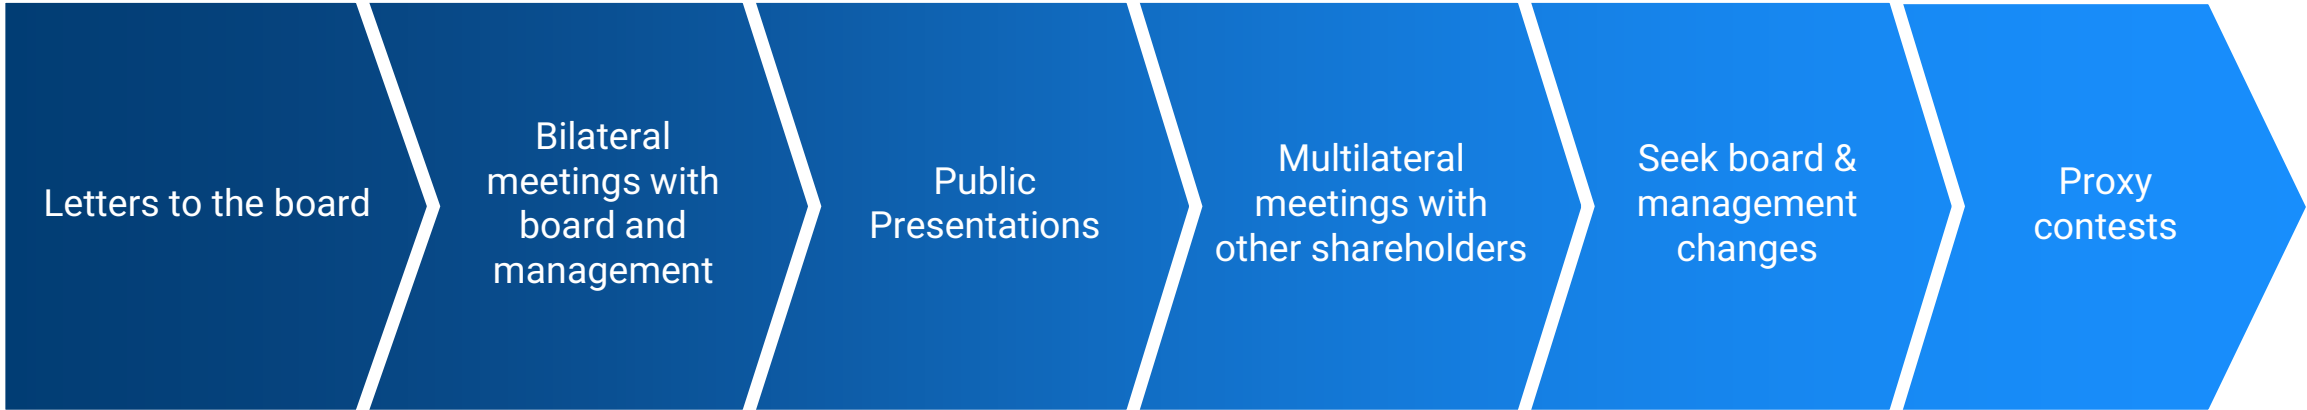 Letters to the board
Bilateral
meetings with
board and
management
Public
Presentations
Multilateral
meetings with
other shareholders
Seek board &
management
changes
Proxy
contests